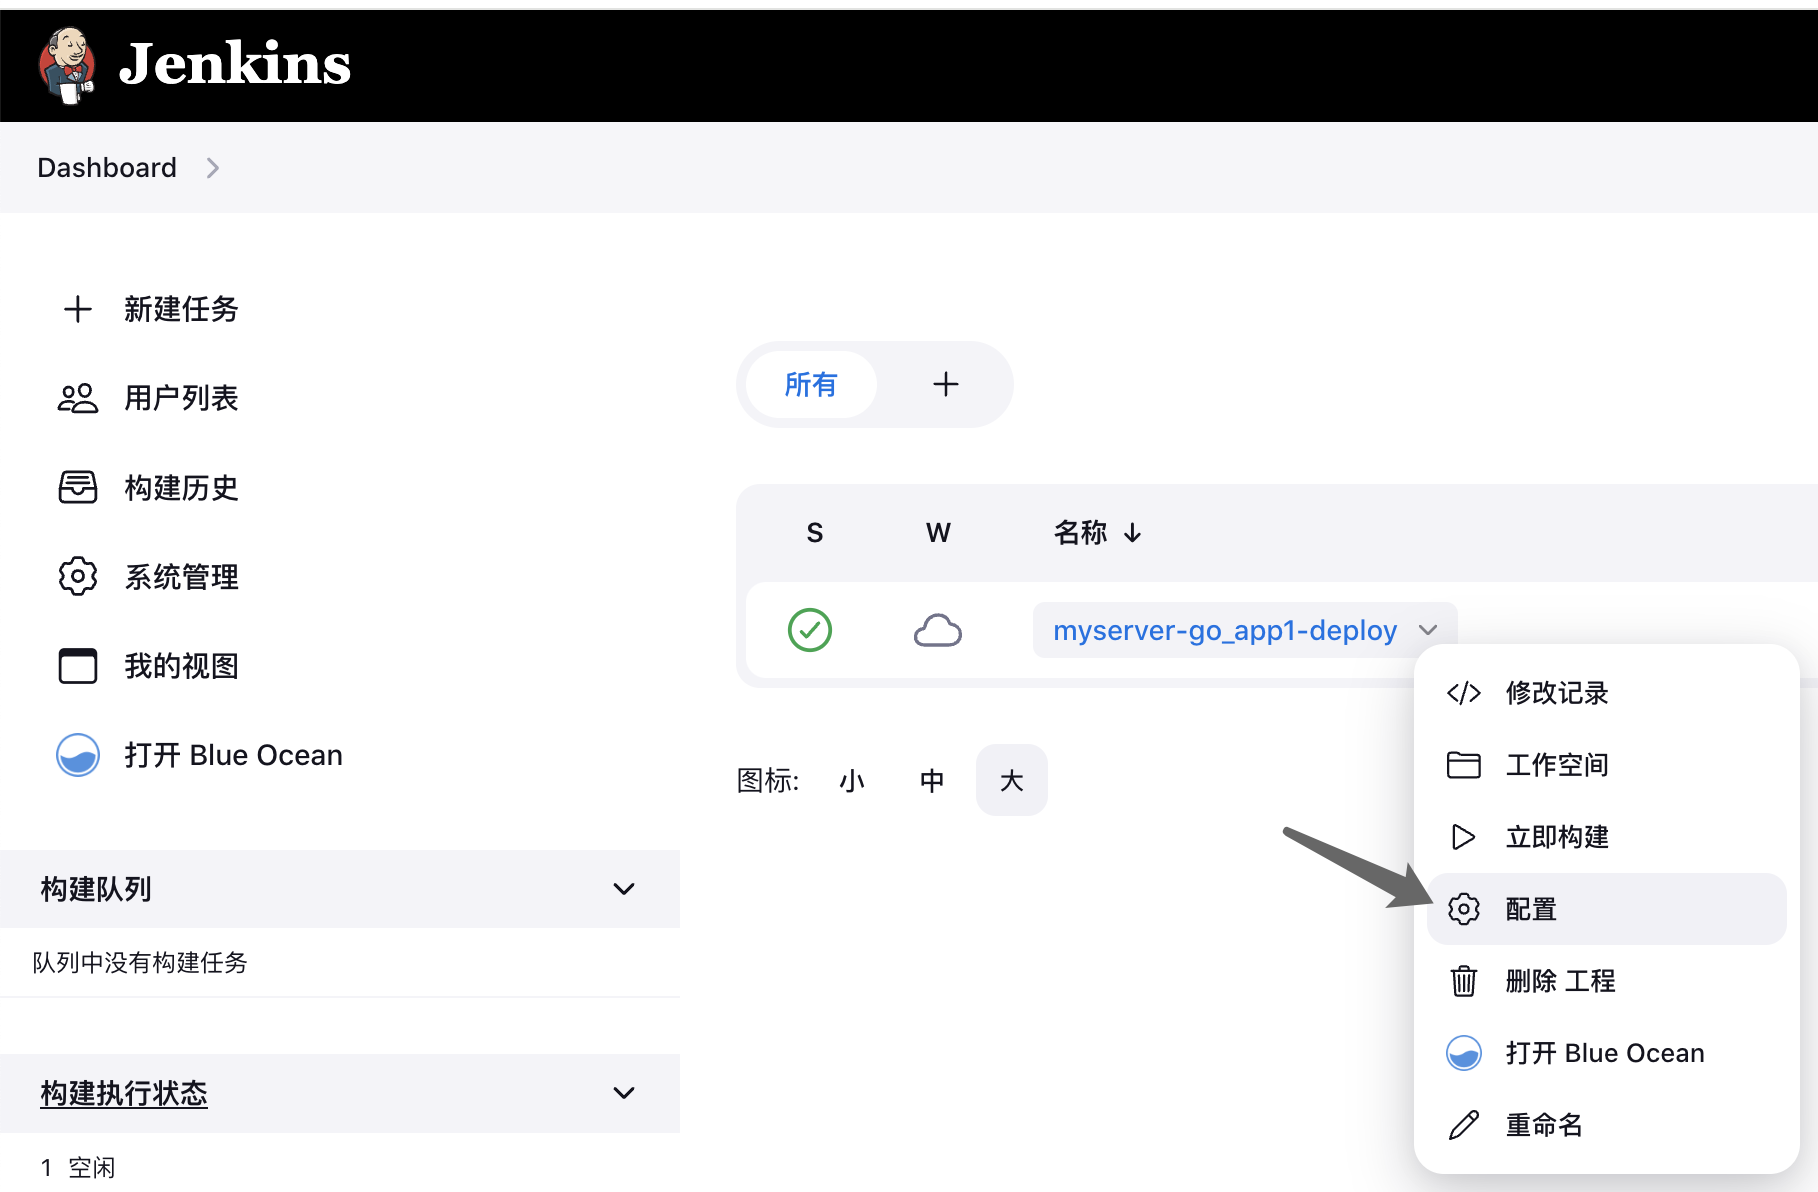 Jenkins
Dashboard
新建任务
用户列表
构建历史
系统管理
我的视图
打开 Blue Ocean
构建队列
队列中没有构建任务
构建执行状态
1 空闲
所有
S W 名称 ↓
myserver-go_app1-deploy
图标: 小 中 大
修改记录
工作空间
立即构建
配置
删除 工程
打开 Blue Ocean
重命名